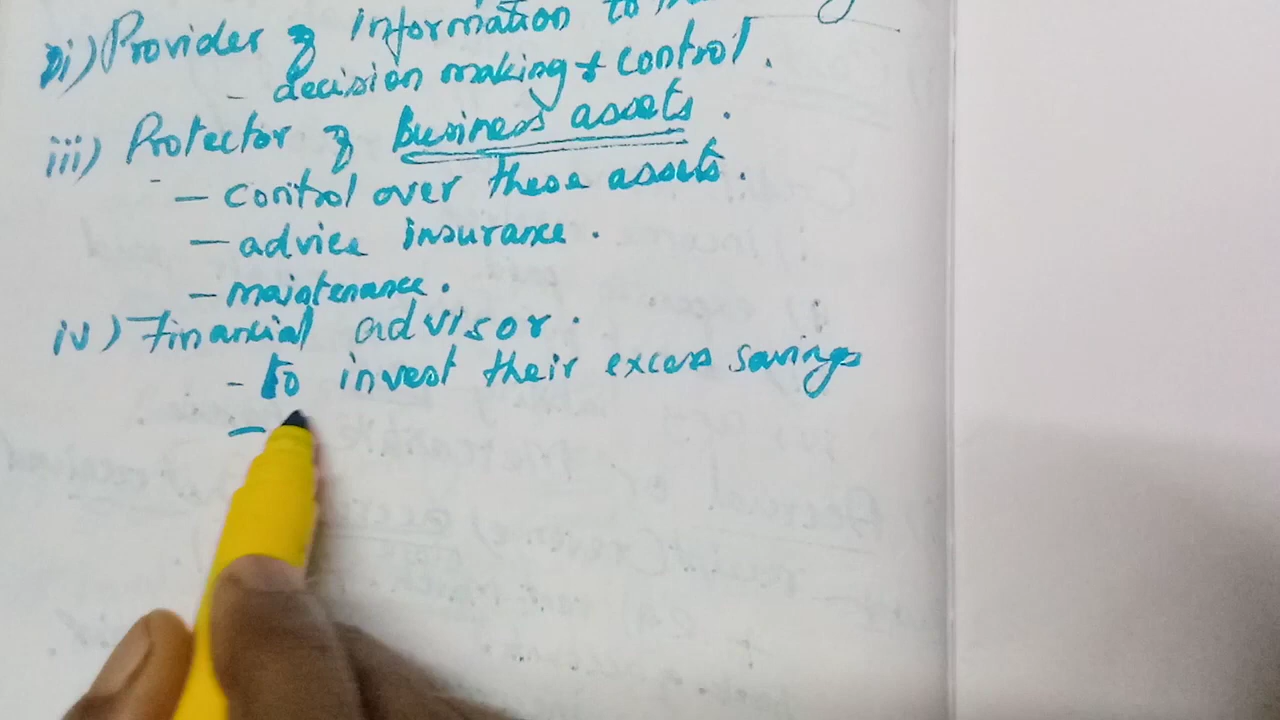 ii) Provider of information to
- decision making & control.
iii) Protector of business assets.
- control over these assets.
- advice insurance.
- maintenance.
iv) Financial advisor.
- to invest their excess savings
-